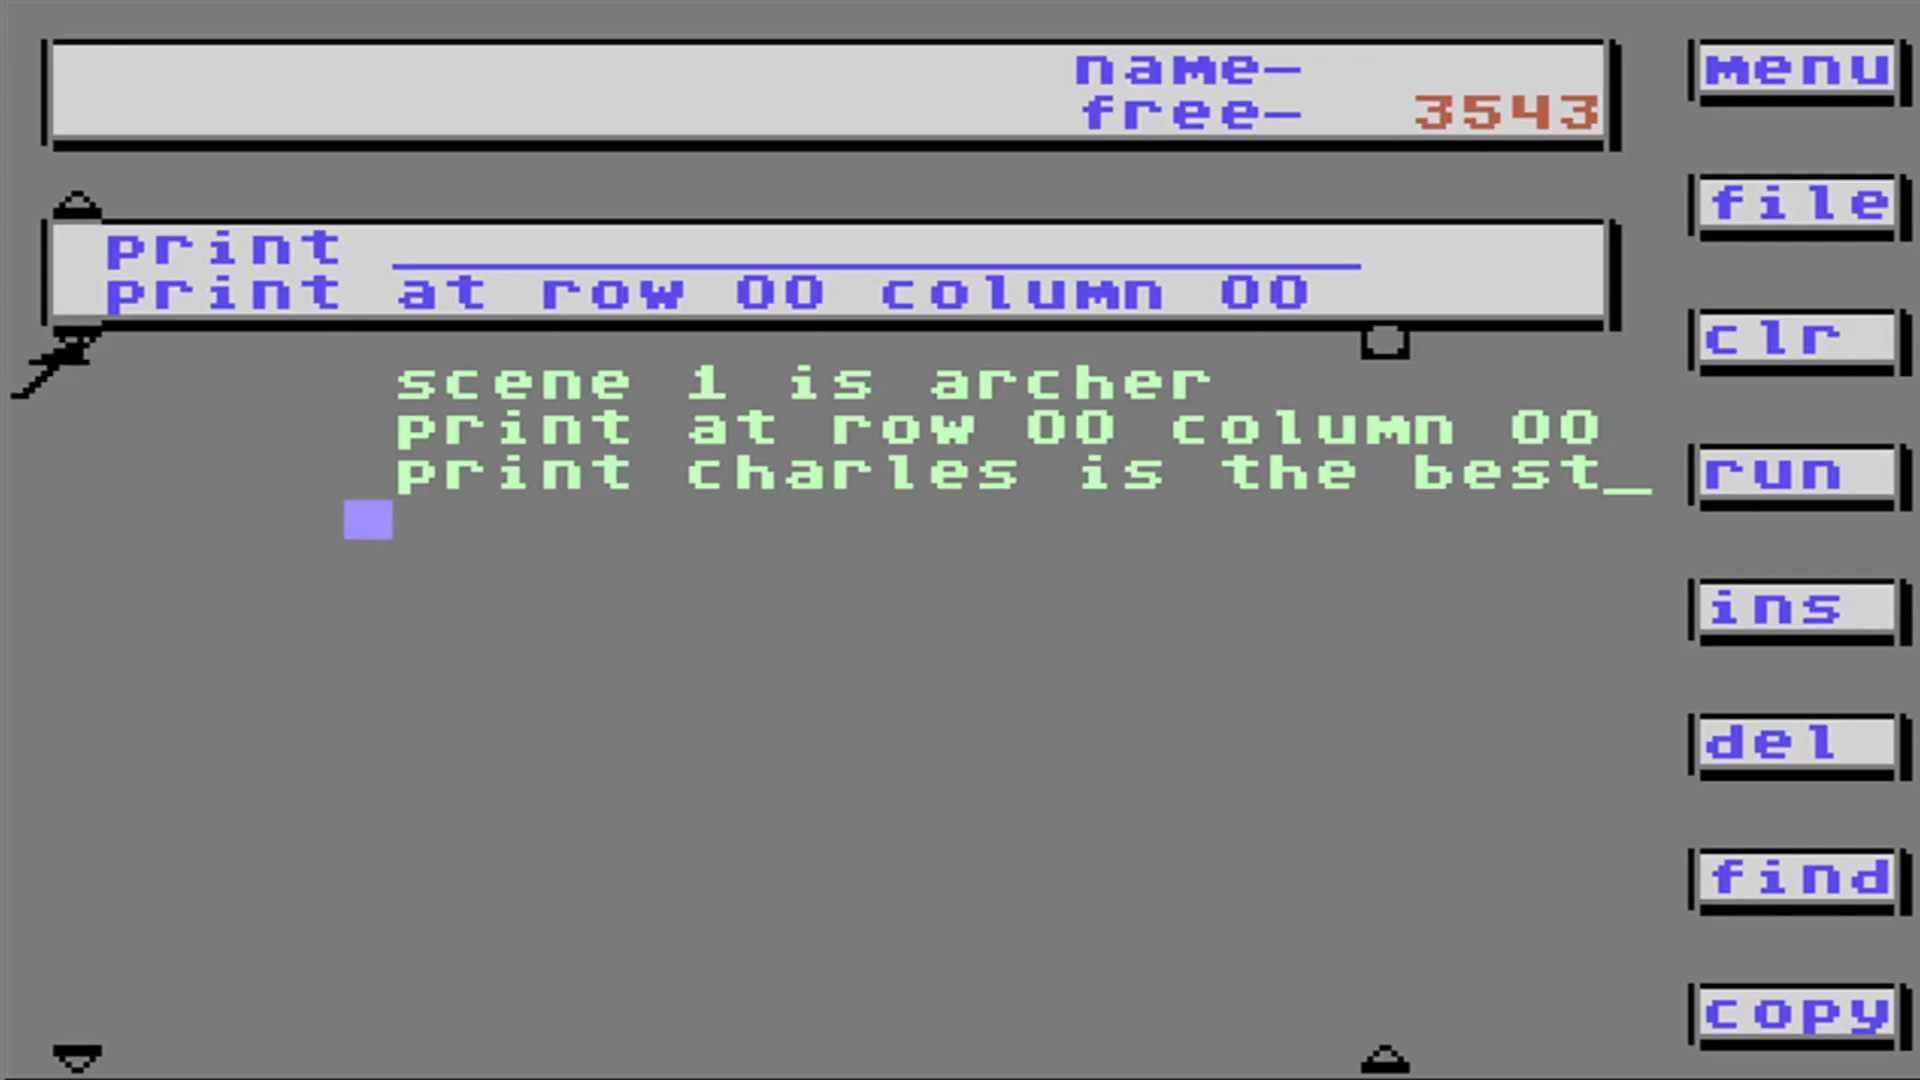 name-
free- 3543
print ____________________
print at row 00 column 00
scene 1 is archer
print at row 00 column 00
print charles is the best_
menu
file
clr
run
ins
del
find
copy